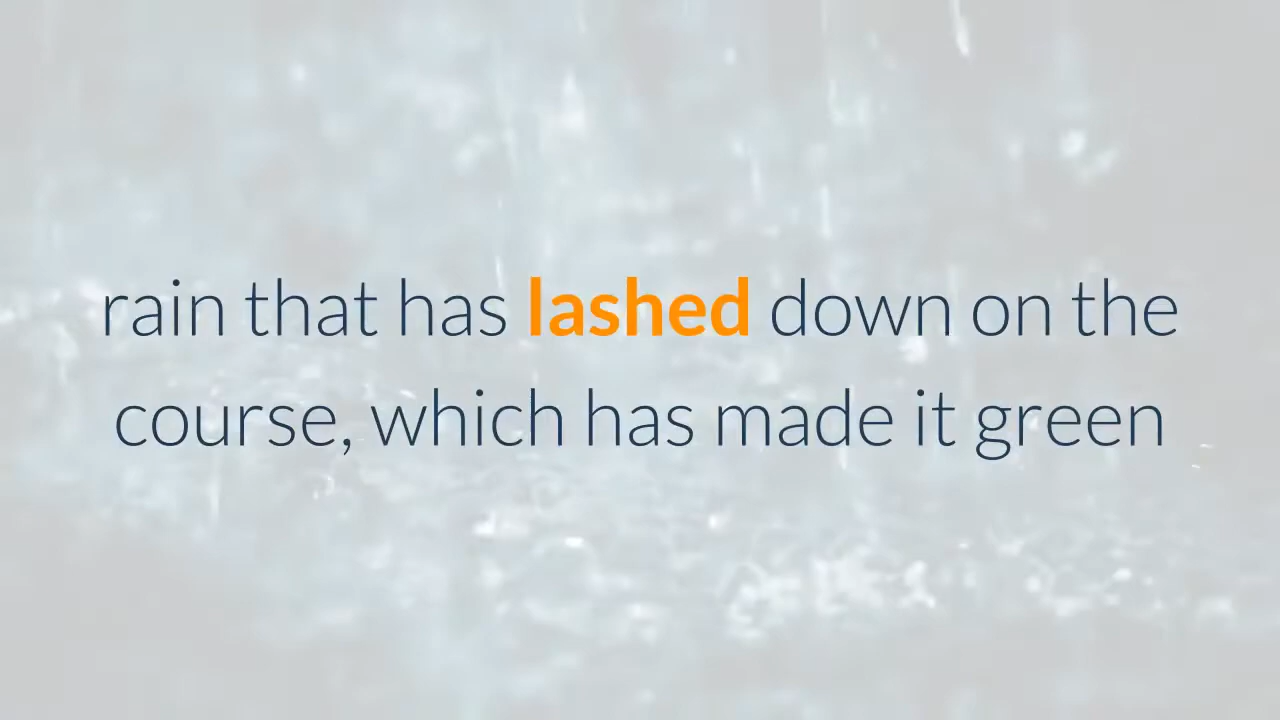 rain that has lashed down on the
course, which has made it green